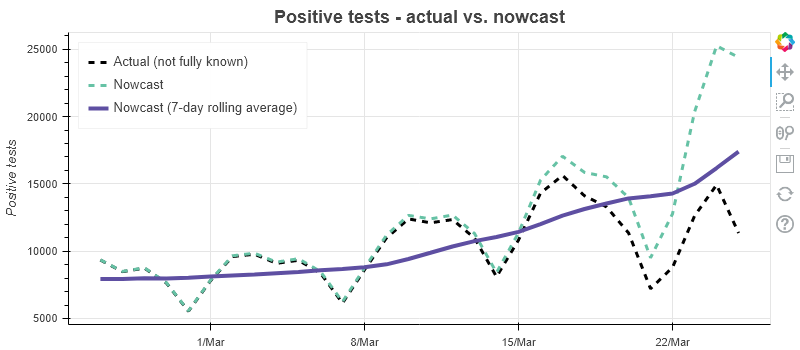 Positive tests - actual vs. nowcast
25000
20000
15000
10000
5000
Positive tests
Actual (not fully known)
Nowcast
Nowcast (7-day rolling average)
1/Mar
8/Mar
15/Mar
22/Mar